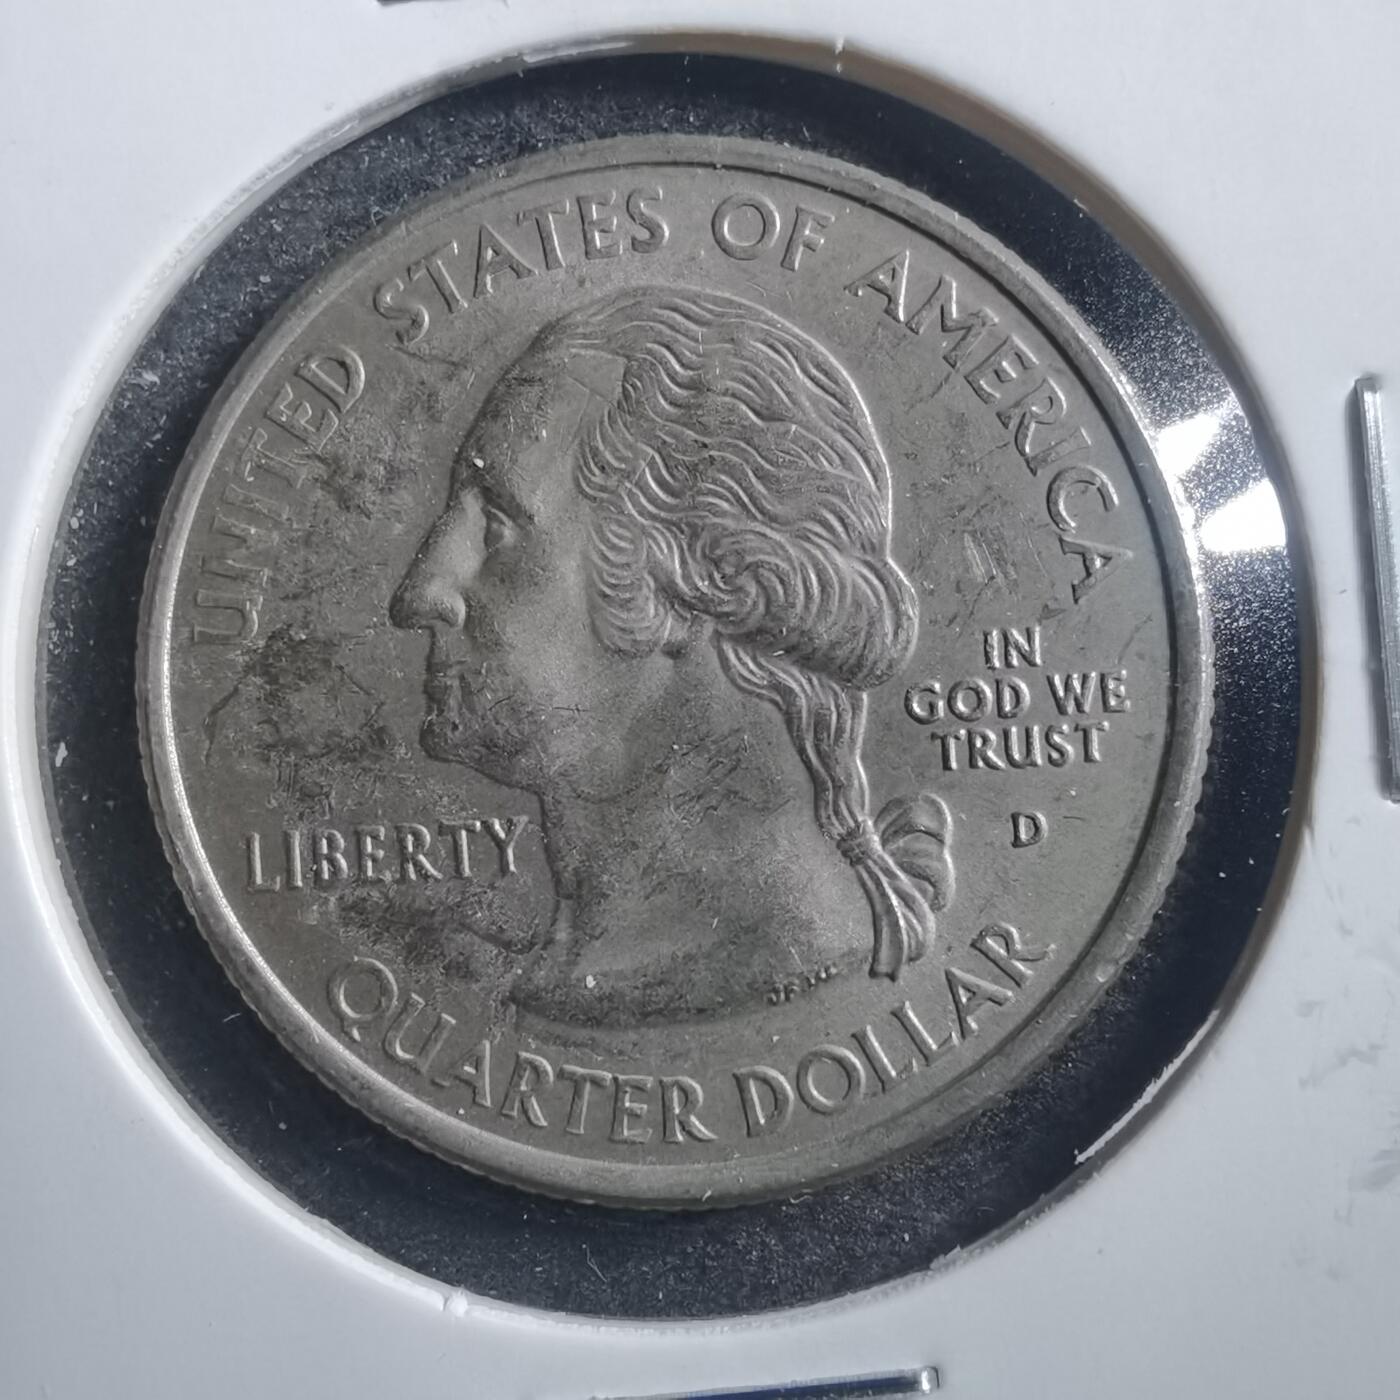 UNITED STATES OF AMERICA
LIBERTY
IN
GOD WE
TRUST
D
QUARTER DOLLAR